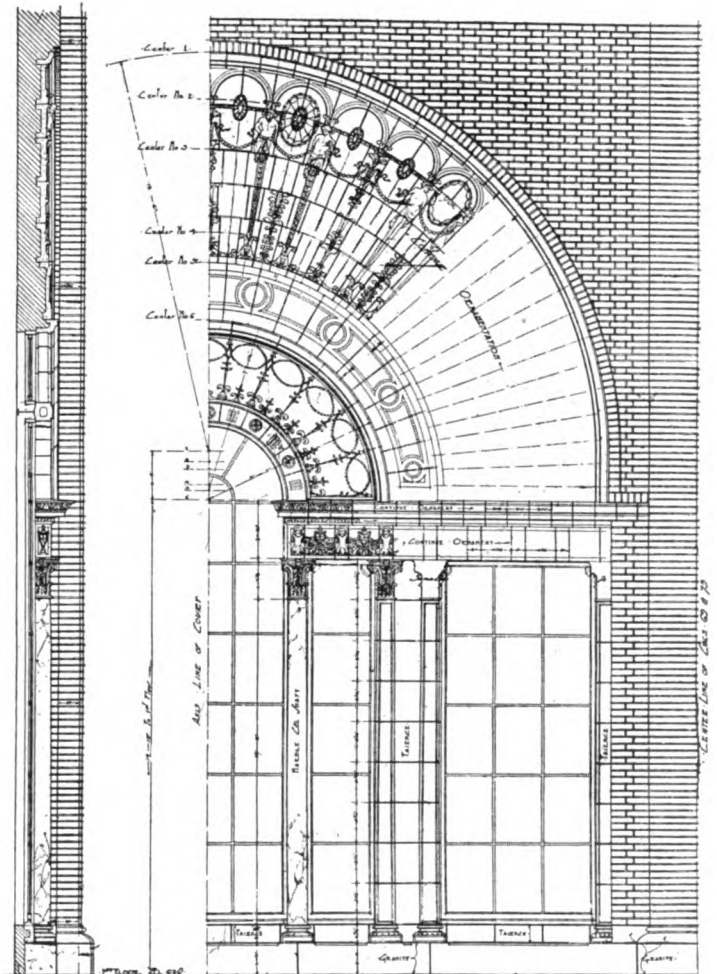 Center 1
Center No 2
Center No 3
Center No 4
Center No 5
Center No 6
ORNAMENTATION
CONTINUE ORNAMENT
CONTINUE ORNAMENT
AXIS LINE OF COURT
MARBLE COL SHAFT
FAIENCE
FAIENCE
CENTER LINE OF COLS
FAIENCE
FAIENCE
GRANITE
GRANITE
FLOOR